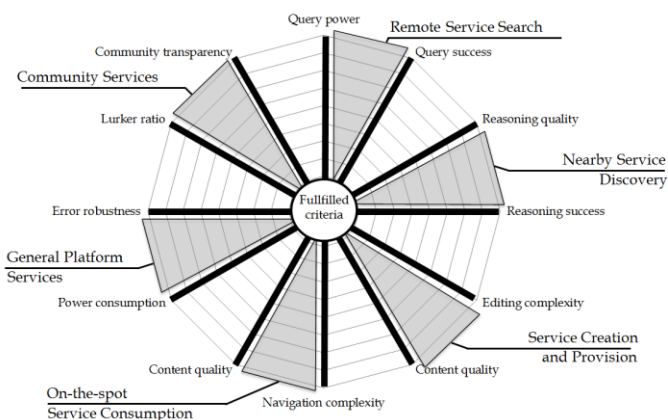 Query power
Remote Service Search
Community transparency
Query success
Community Services
Lurker ratio
Reasoning quality
Nearby Service
Discovery
Fullfilled
criteria
Error robustness
Reasoning success
General Platform
Services
Power consumption
Editing complexity
Service Creation
and Provision
Content quality
Content quality
On-the-spot
Service Consumption
Navigation complexity